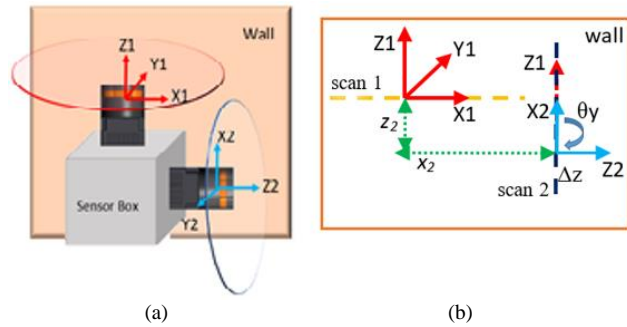 Wall
Z1
Y1
X1
X2
Z2
Y2
Sensor Box
(a)
wall
Z1
Y1
Z1
scan 1
X1
X2
θy
z₂
x₂
Z2
Δz
scan 2
(b)